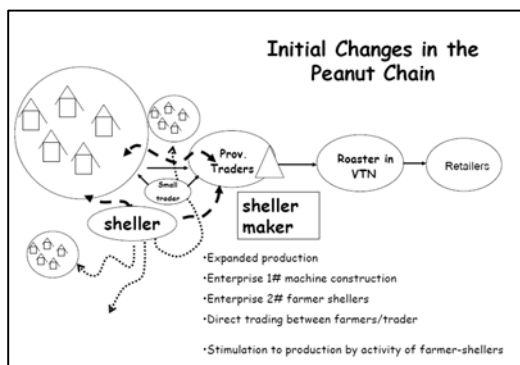 Initial Changes in the
Peanut Chain
Prov.
Traders
Small
trader
sheller
Roaster in
VTN
Retailers
sheller
maker
•Expanded production
•Enterprise 1# machine construction
•Enterprise 2# farmer shellers
•Direct trading between farmers/trader
•Stimulation to production by activity of farmer-shellers